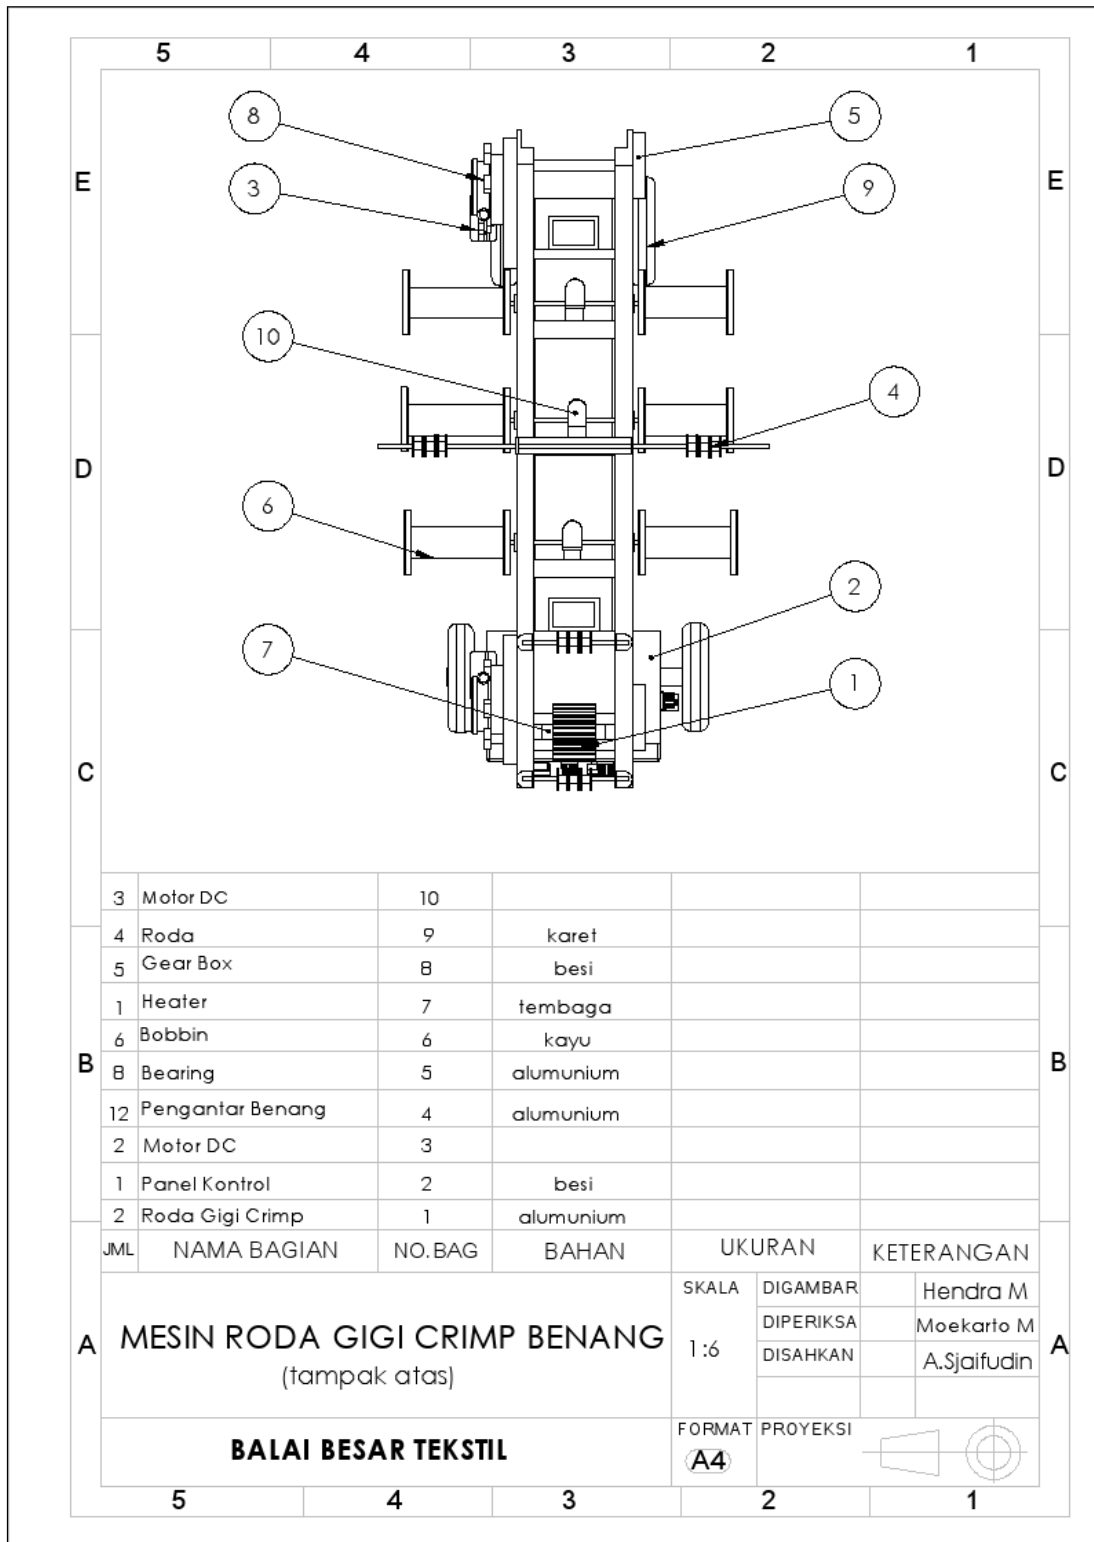 5 4 3 2 1
8 5
E E
3 9
10
4
D D
6
2
7
1
C C
3 Motor DC 10
4 Roda 9 karet
5 Gear Box 8 besi
1 Heater 7 tembaga
6 Bobbin 6 kayu
B B
8 Bearing 5 alumunium
12 Pengantar Benang 4 alumunium
2 Motor DC 3
1 Panel Kontrol 2 besi
2 Roda Gigi Crimp 1 alumunium
JML NAMA BAGIAN NO.BAG BAHAN UKURAN KETERANGAN
SKALA DIGAMBAR Hendra M
A MESIN RODA GIGI CRIMP BENANG 1:6 DIPERIKSA Moekarto M A
(tampak atas) DISAHKAN A.Sjaifudin
FORMAT PROYEKSI
BALAI BESAR TEKSTIL A4
5 4 3 2 1